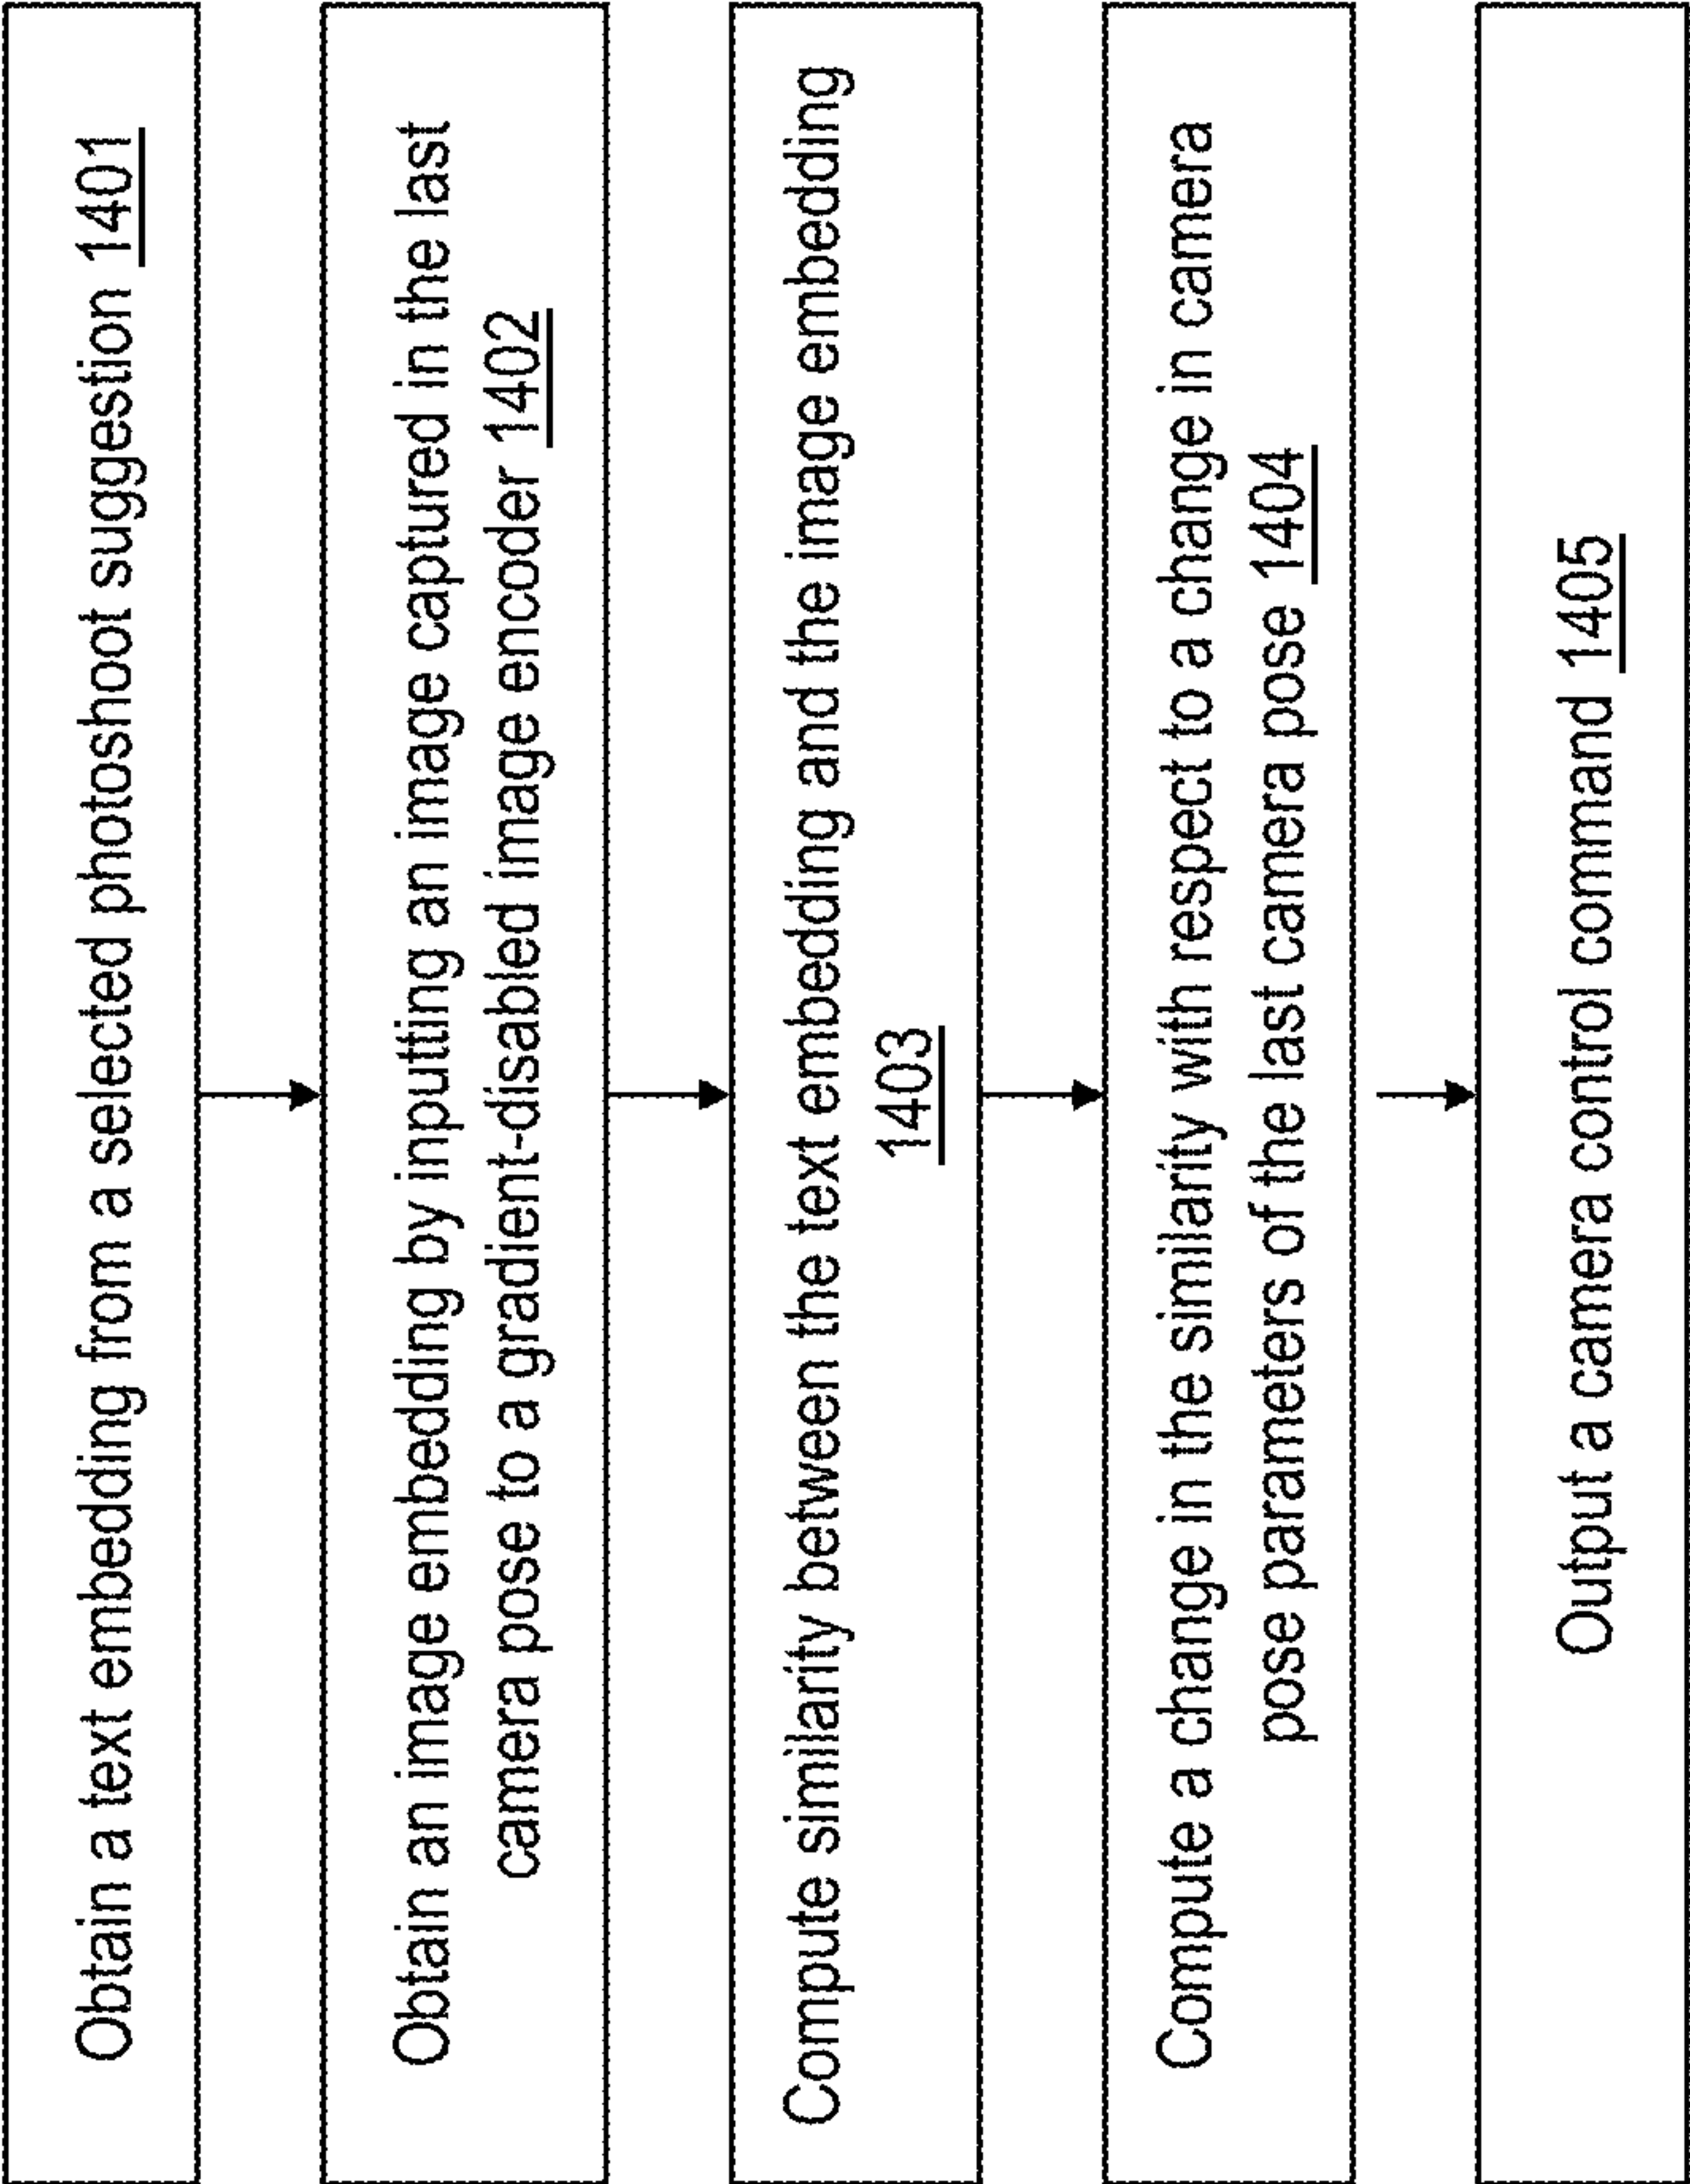 Obtain a text embedding from a selected photoshoot suggestion 1401
Obtain an image embedding by inputting an image captured in the last
camera pose to a gradient-disabled image encoder 1402
Compute similarity between the text embedding and the image embedding
1403
Compute a change in the similarity with respect to a change in camera
pose parameters of the last camera pose 1404
Output a camera control command 1405